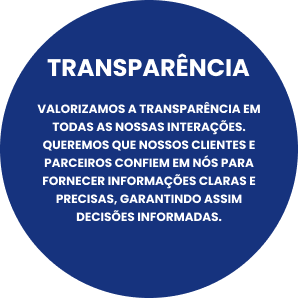 TRANSPARÊNCIA
VALORIZAMOS A TRANSPARÊNCIA EM
TODAS AS NOSSAS INTERAÇÕES.
QUEREMOS QUE NOSSOS CLIENTES E
PARCEIROS CONFIEM EM NÓS PARA
FORNECER INFORMAÇÕES CLARAS E
PRECISAS, GARANTINDO ASSIM
DECISÕES INFORMADAS.